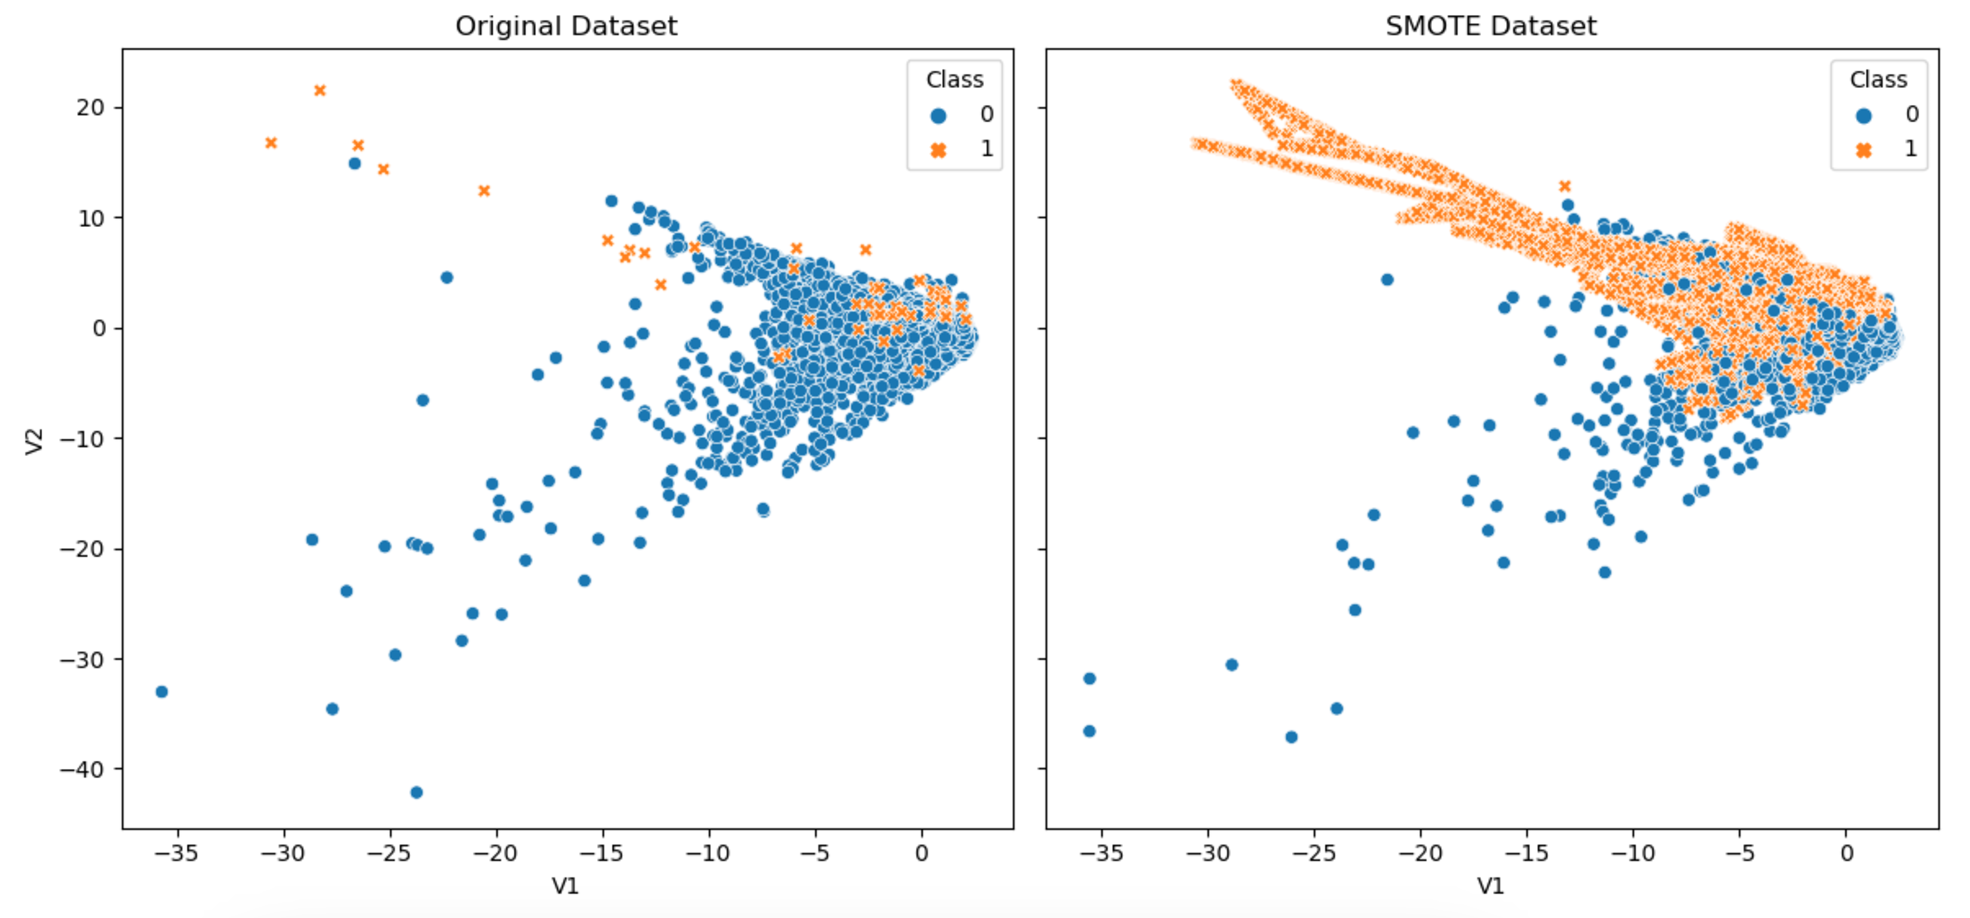 Original Dataset
SMOTE Dataset
Class
0
1
Class
0
1
20
10
0
−10
−20
−30
−40
V2
−35 −30 −25 −20 −15 −10 −5 0
−35 −30 −25 −20 −15 −10 −5 0
V1
V1